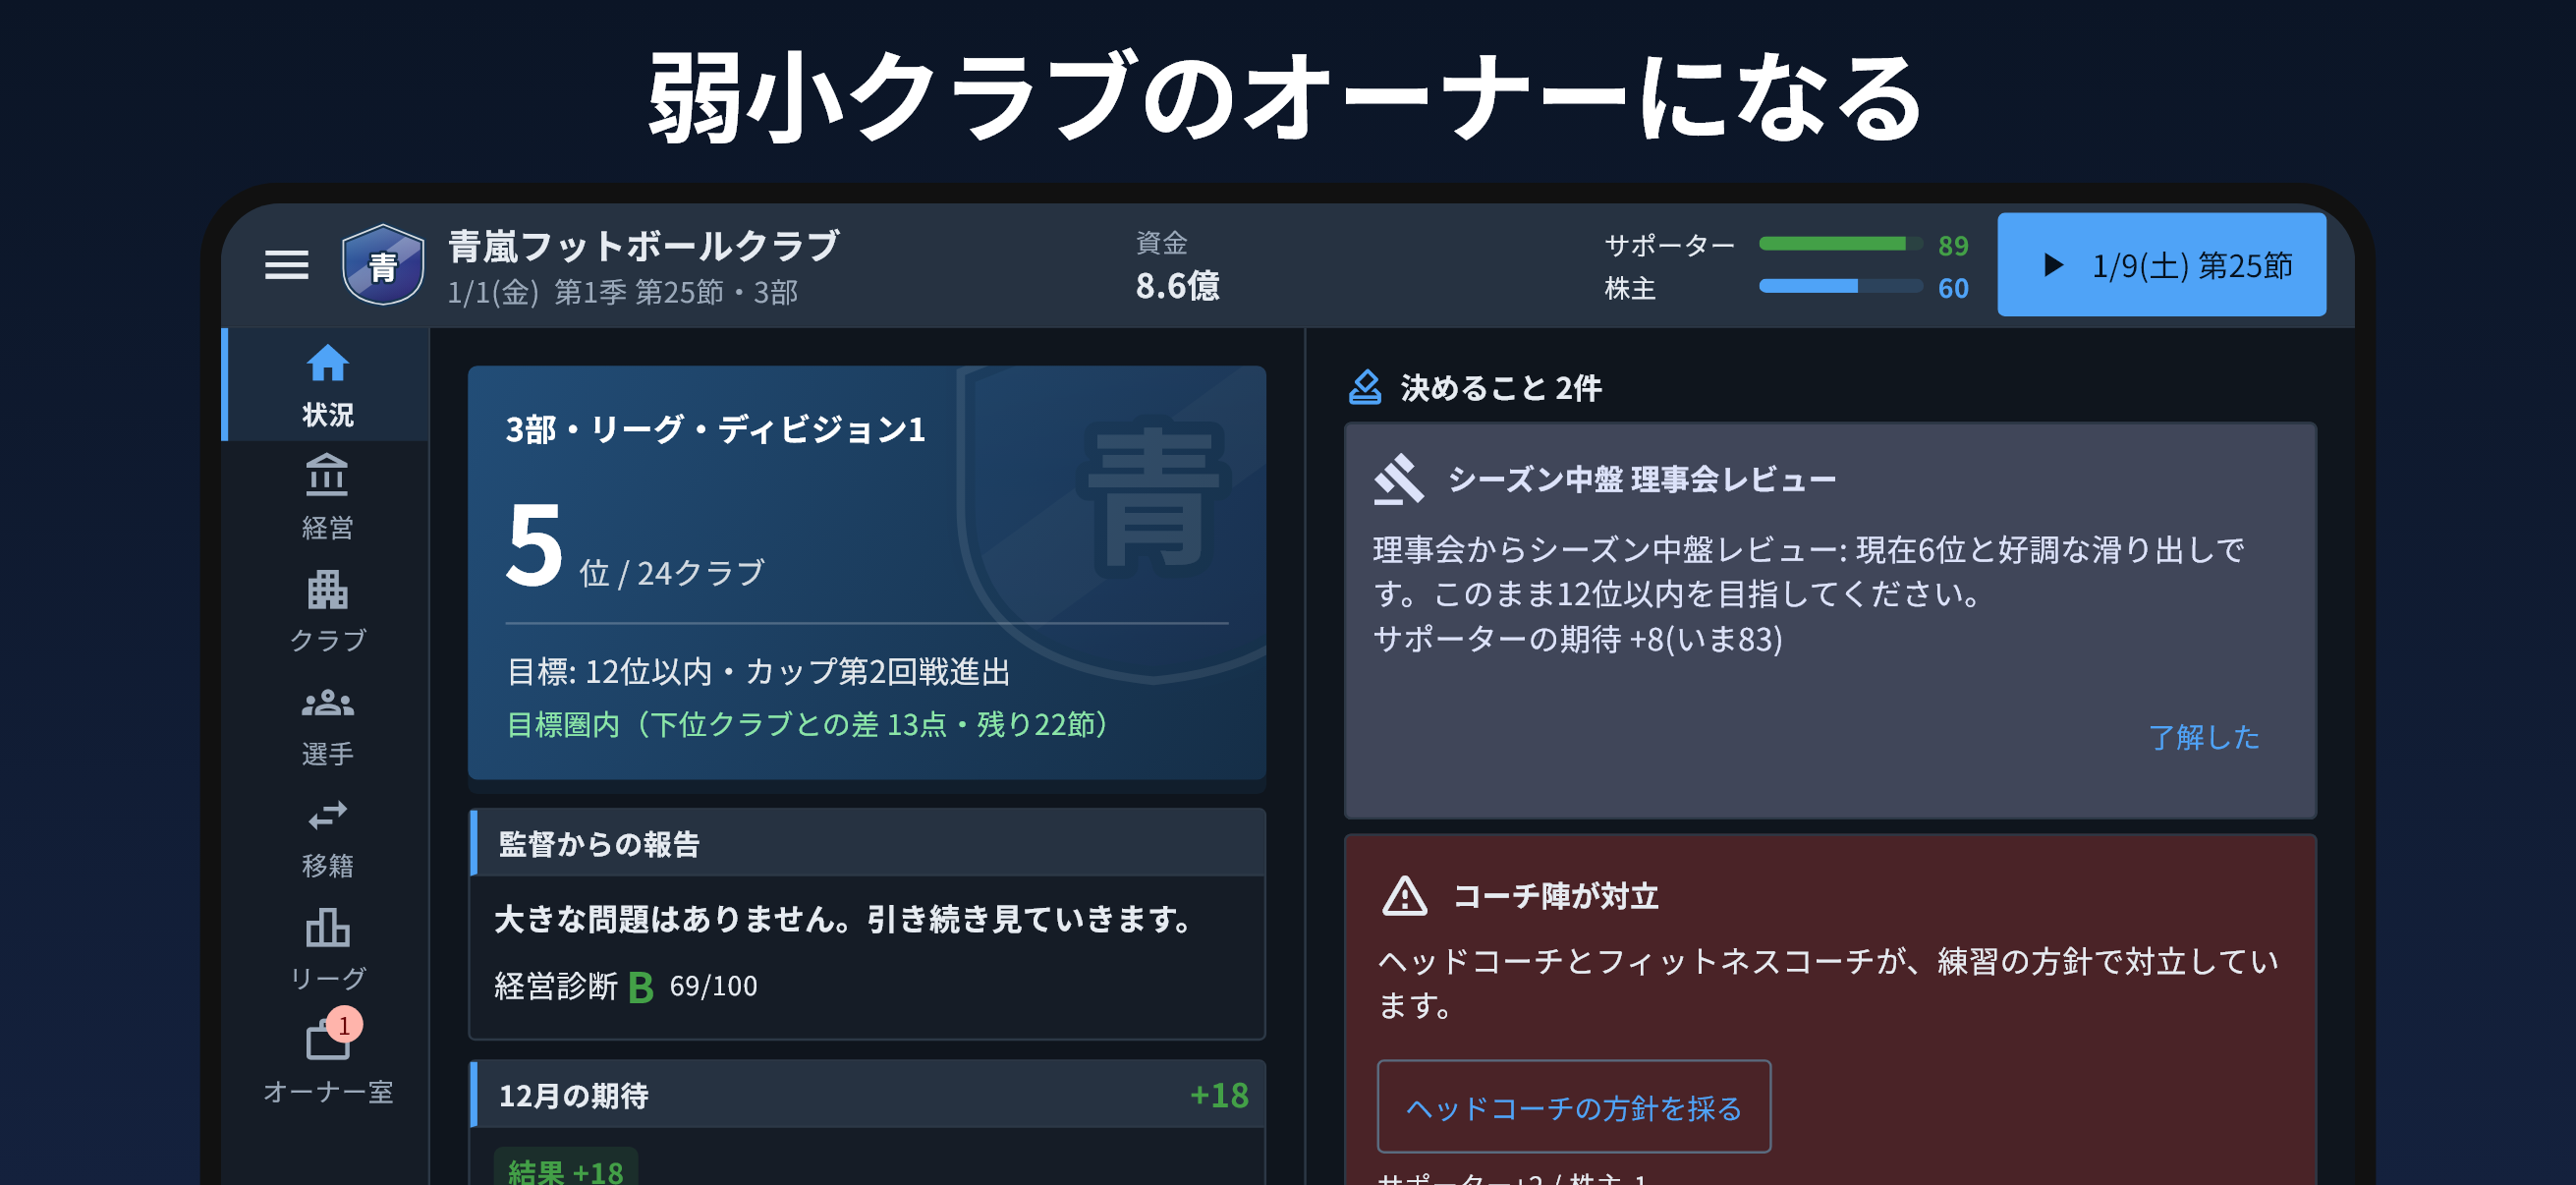 弱小クラブのオーナーになる
青
青嵐フットボールクラブ
1/1(金) 第1季 第25節・3部
資金
8.6億
サポーター 89
株主 60
1/9(土) 第25節
状況
経営
クラブ
選手
移籍
リーグ
1
オーナー室
3部・リーグ・ディビジョン1
青
5 位 / 24クラブ
目標: 12位以内・カップ第2回戦進出
目標圏内（下位クラブとの差 13点・残り22節）
監督からの報告
大きな問題はありません。引き続き見ていきます。
経営診断 B 69/100
12月の期待 +18
結果 +18
決めること 2件
シーズン中盤 理事会レビュー
理事会からシーズン中盤レビュー: 現在6位と好調な滑り出しで
す。このまま12位以内を目指してください。
サポーターの期待 +8(いま83)
了解した
コーチ陣が対立
ヘッドコーチとフィットネスコーチが、練習の方針で対立してい
ます。
ヘッドコーチの方針を採る
サポーター+2 / 株主-1